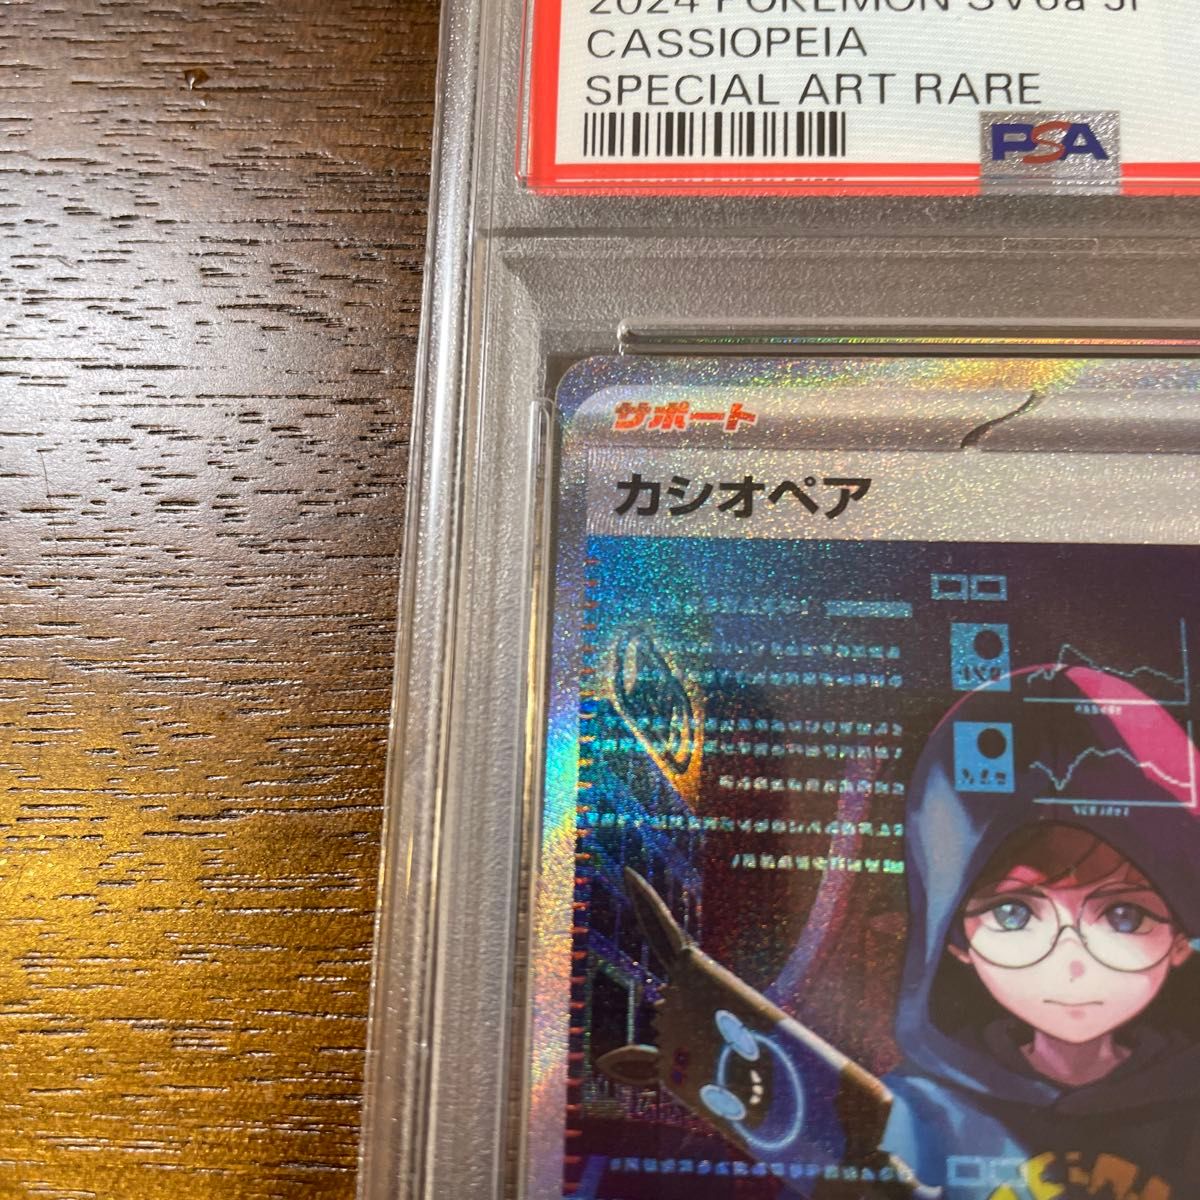 2024 POKEMON SV6a
CASSIOPEIA
SPECIAL ART RARE
PSA
サポート
カシオペア